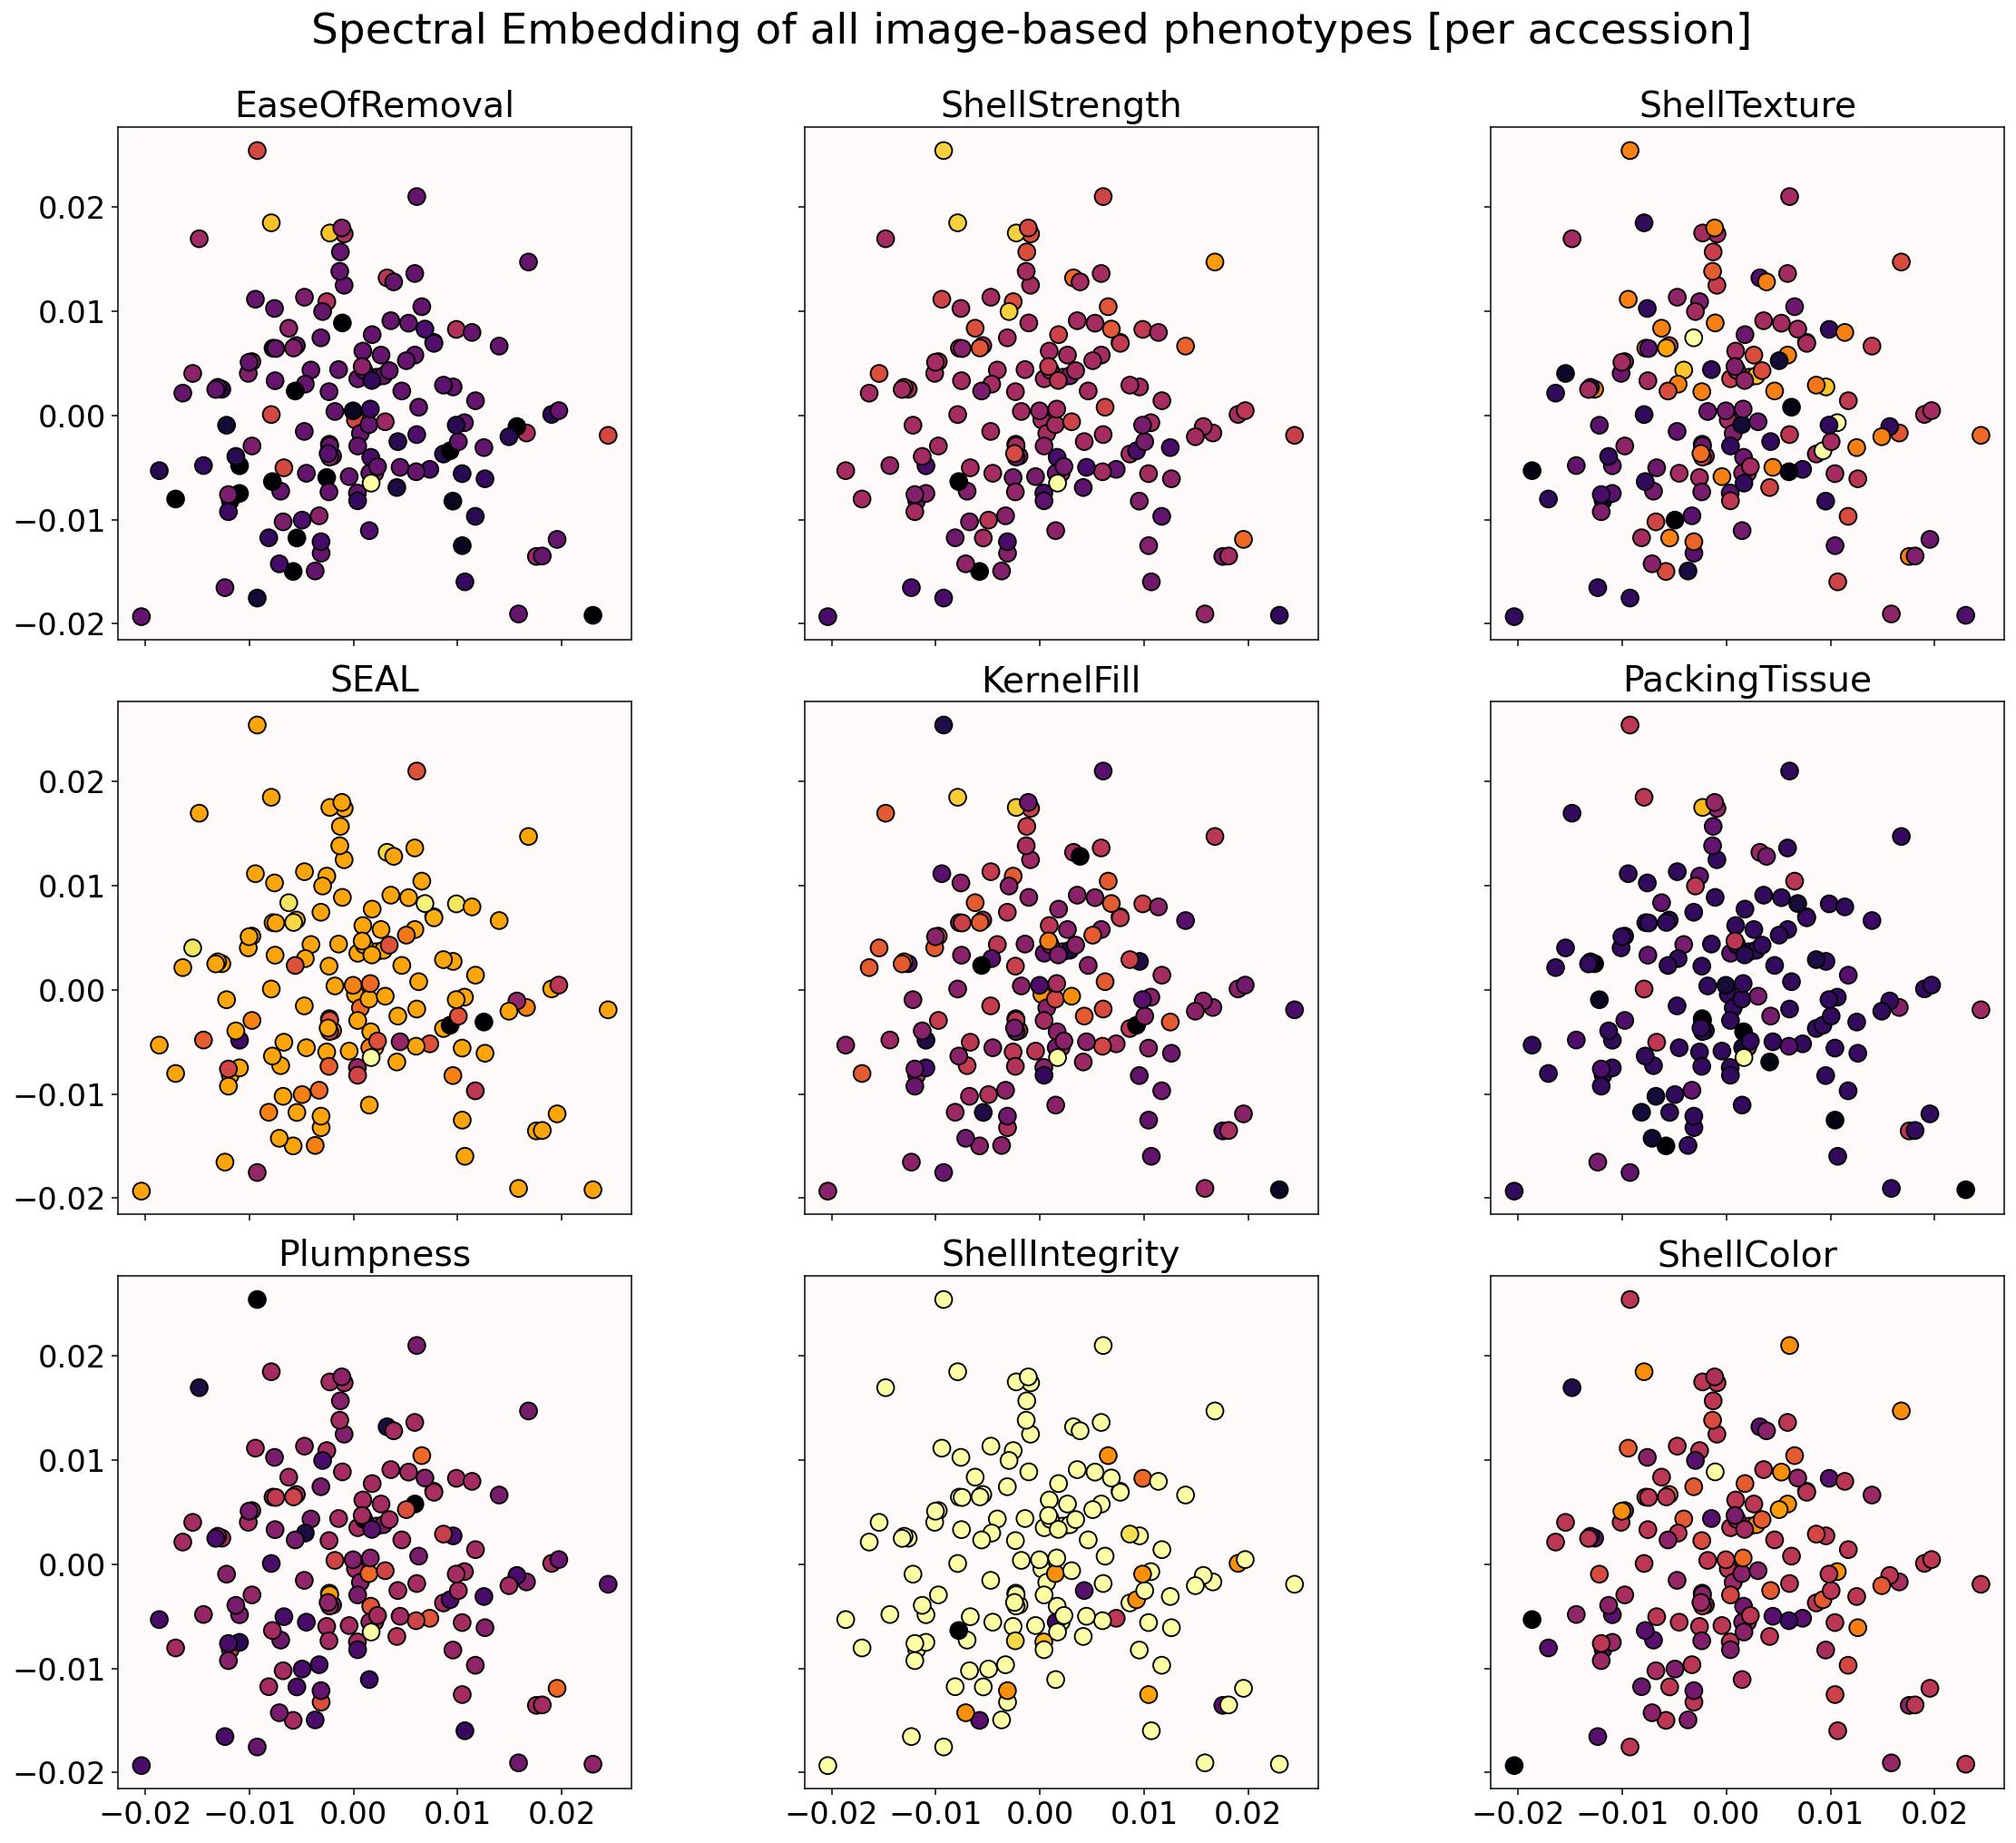 Spectral Embedding of all image-based phenotypes [per accession]
EaseOfRemoval
ShellStrength
ShellTexture
0.02
0.01
0.00
−0.01
−0.02
SEAL
KernelFill
PackingTissue
0.02
0.01
0.00
−0.01
−0.02
Plumpness
ShellIntegrity
ShellColor
0.02
0.01
0.00
−0.01
−0.02
−0.02 −0.01 0.00 0.01 0.02
−0.02 −0.01 0.00 0.01 0.02
−0.02 −0.01 0.00 0.01 0.02